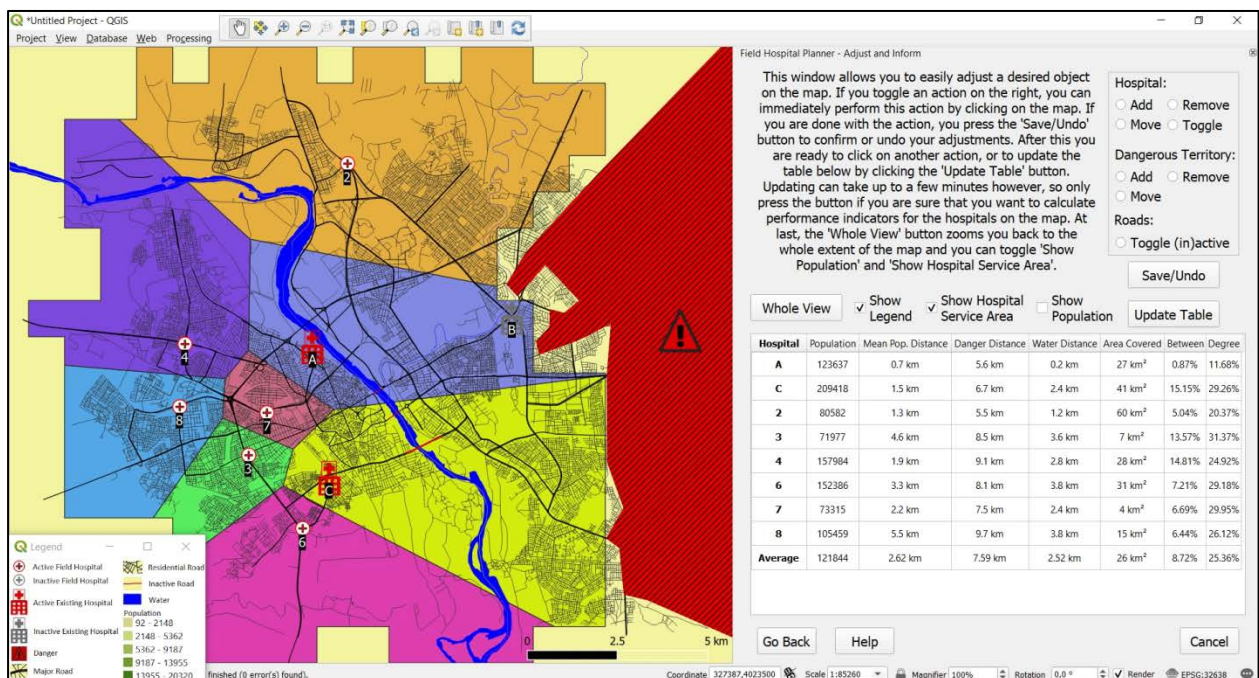 *Untitled Project - QGIS
Project View Database Web Processing
2
B
A
4
8
7
3
C
6
0 2.5 5 km
Legend
Active Field Hospital
Inactive Field Hospital
Active Existing Hospital
Inactive Existing Hospital
Danger
Major Road
Residential Road
Inactive Road
Water
Population
92 - 2148
2148 - 5362
5362 - 9187
9187 - 13955
13955 - 20320
Field Hospital Planner - Adjust and Inform
This window allows you to easily adjust a desired object
on the map. If you toggle an action on the right, you can
immediately perform this action by clicking on the map. If
you are done with the action, you press the 'Save/Undo'
button to confirm or undo your adjustments. After this you
are ready to click on another action, or to update the
table below by clicking the 'Update Table' button.
Updating can take up to a few minutes however, so only
press the button if you are sure that you want to calculate
performance indicators for the hospitals on the map. At
last, the 'Whole View' button zooms you back to the
whole extent of the map and you can toggle 'Show
Population' and 'Show Hospital Service Area'.
Hospital:
Add Remove
Move Toggle
Dangerous Territory:
Add Remove
Move
Roads:
Toggle (in)active
Save/Undo
Whole View
Show
Legend
Show Hospital
Service Area
Show
Population
Update Table
Hospital Population Mean Pop. Distance Danger Distance Water Distance Area Covered Between Degree
A 123637 0.7 km 5.6 km 0.2 km 27 km² 0.87% 11.68%
C 209418 1.5 km 6.7 km 2.4 km 41 km² 15.15% 29.26%
2 80582 1.3 km 5.5 km 1.2 km 60 km² 5.04% 20.37%
3 71977 4.6 km 8.5 km 3.6 km 7 km² 13.57% 31.37%
4 157984 1.9 km 9.1 km 2.8 km 28 km² 14.81% 24.92%
6 152386 3.3 km 8.1 km 3.8 km 31 km² 7.21% 29.18%
7 73315 2.2 km 7.5 km 2.4 km 4 km² 6.69% 29.95%
8 105459 5.5 km 9.7 km 3.8 km 15 km² 6.44% 26.12%
Average 121844 2.62 km 7.59 km 2.52 km 26 km² 8.72% 25.36%
Go Back Help Cancel
finished (0 error(s) found). Coordinate 327387,4023500 Scale 1:85260 Magnifier 100% Rotation 0,0 ° Render EPSG:32638